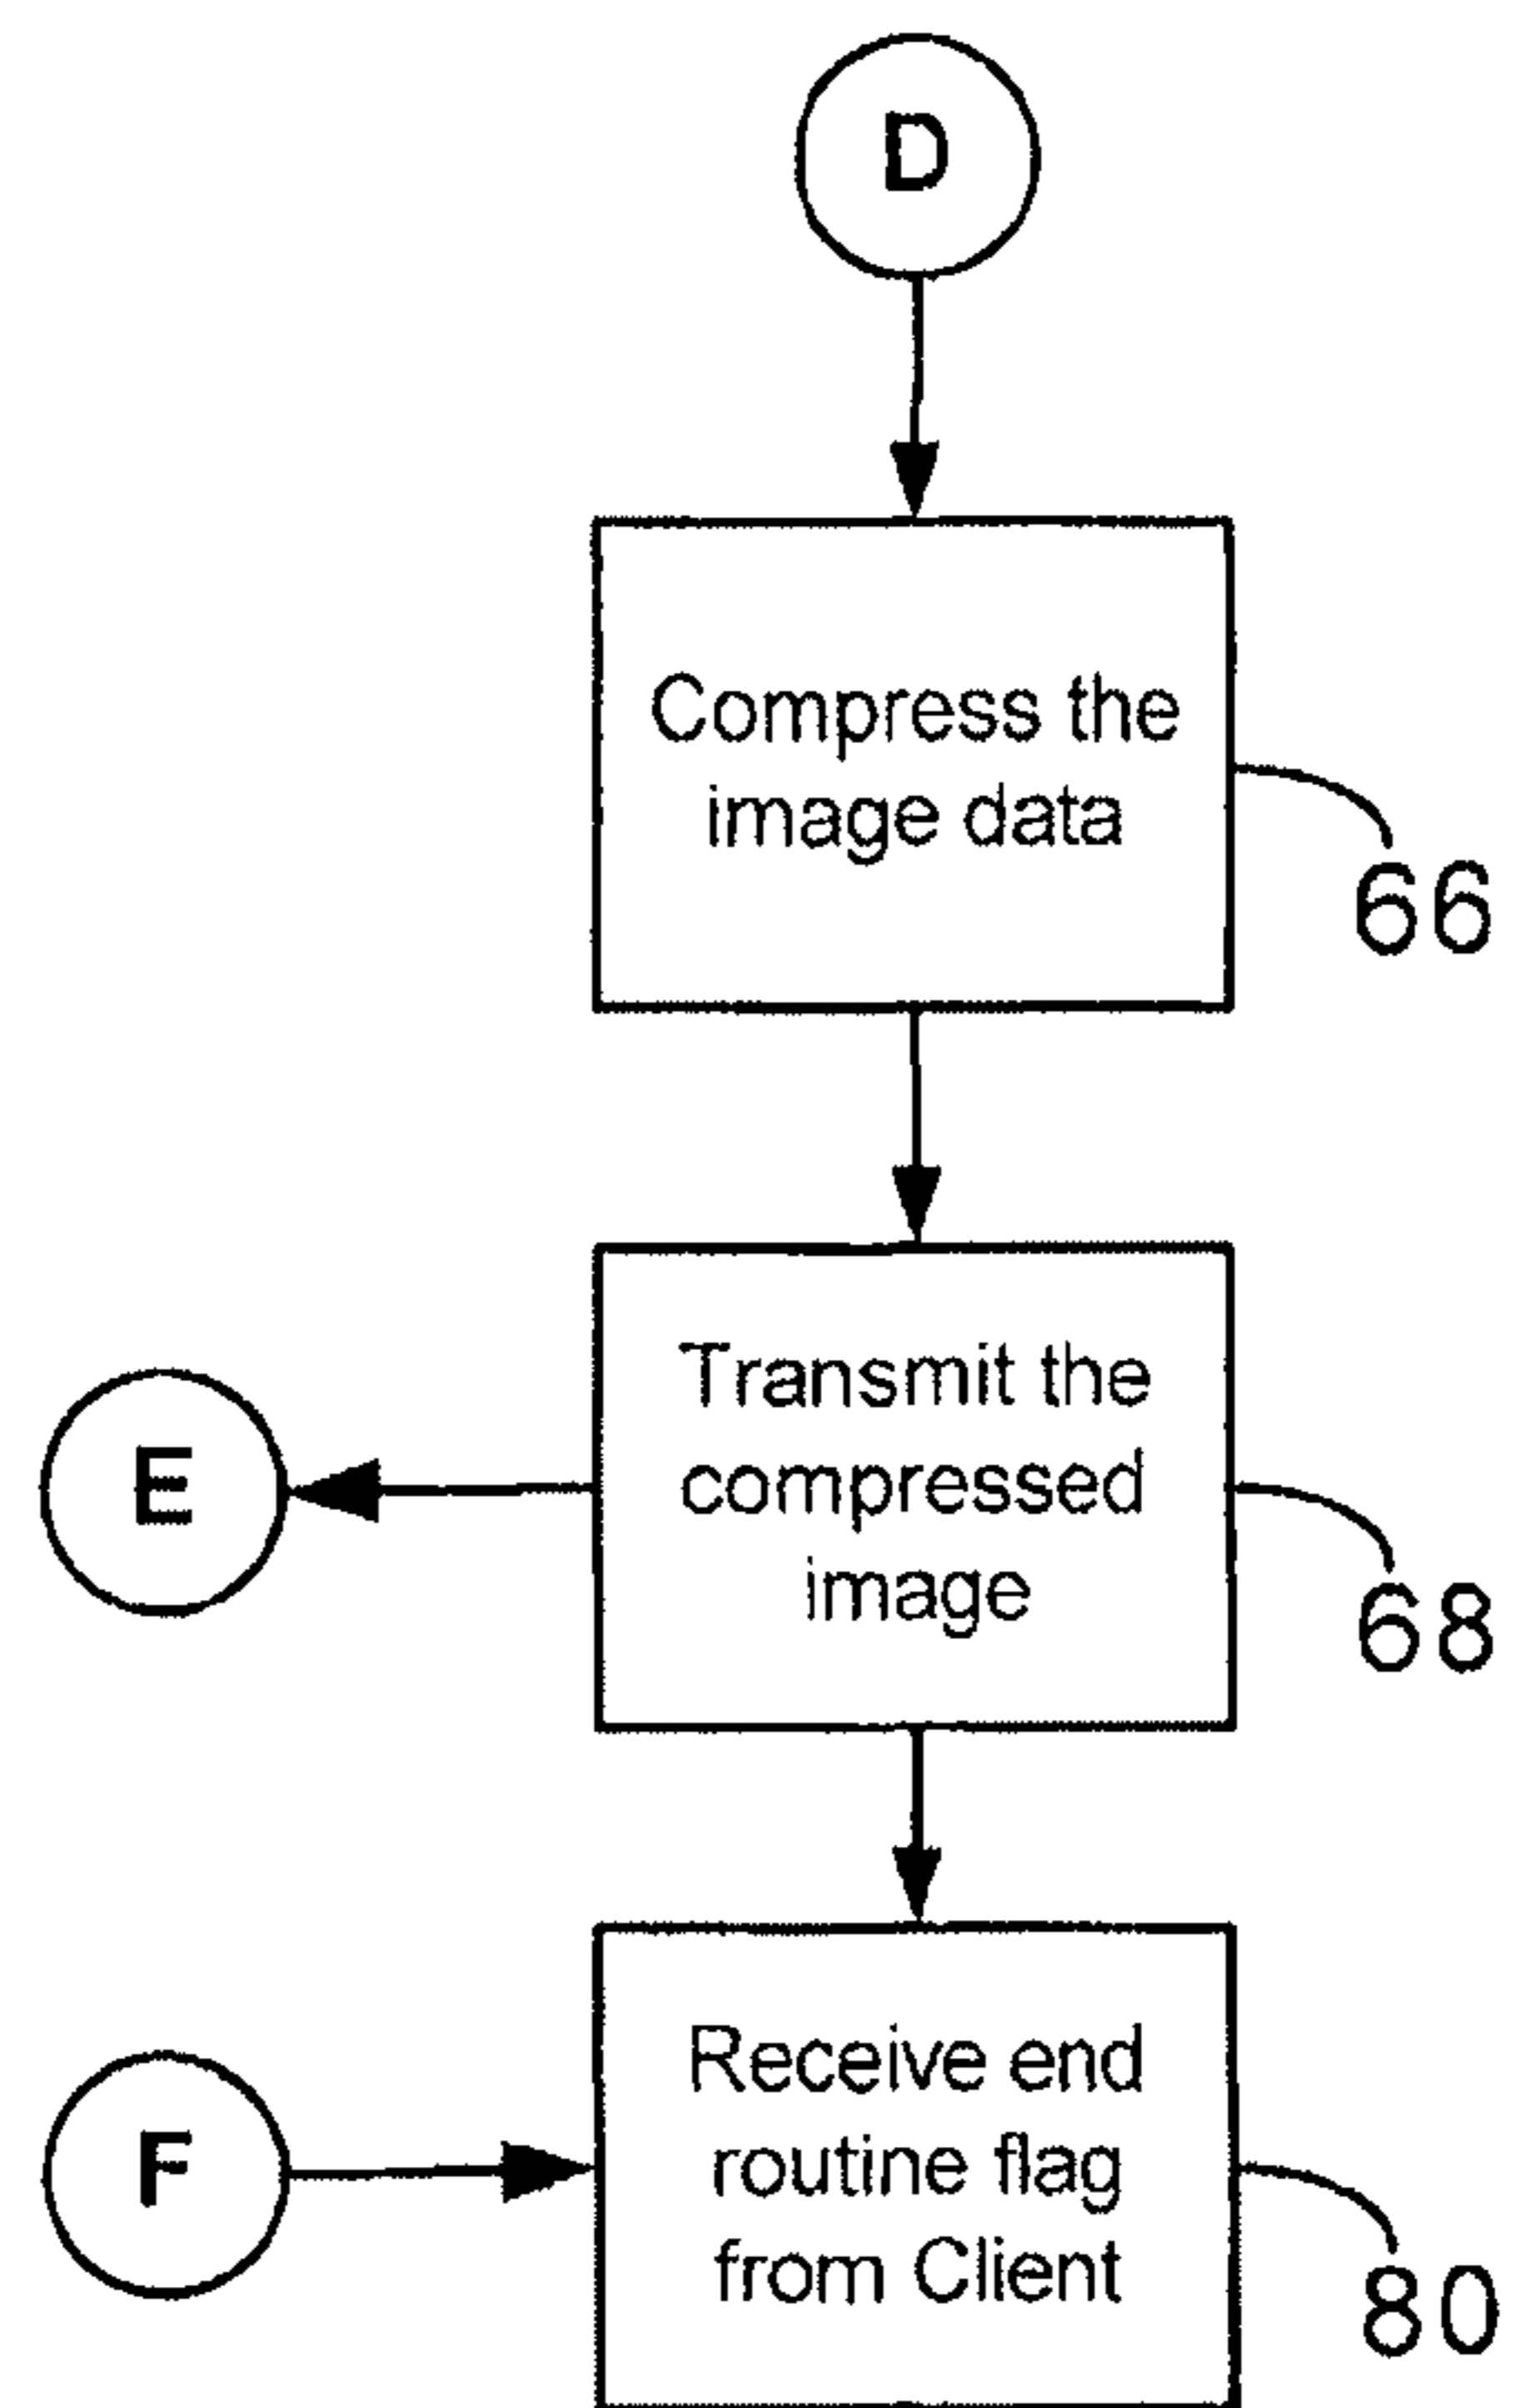 D
Compress the
image data
66
Transmit the
compressed
image
E
68
Receive end
routine flag
from Client
F
80